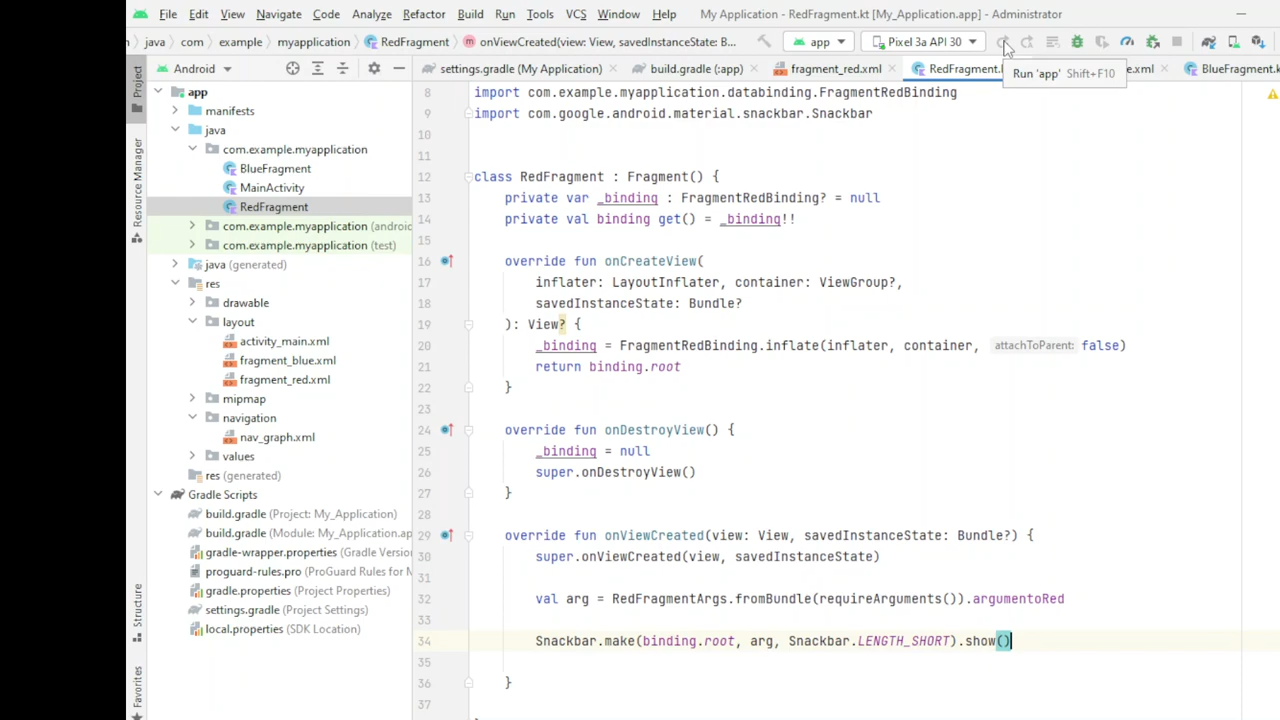 File Edit View Navigate Code Analyze Refactor Build Run Tools VCS Window Help My Application - RedFragment.kt [My_Application.app] - Administrator
java com example myapplication RedFragment onViewCreated(view: View, savedInstanceState: B... app Pixel 3a API 30
Project
Resource Manager
Structure
Favorites
Android
settings.gradle (My Application) build.gradle (:app) fragment_red.xml RedFragment. e.xml BlueFragment.k
Run 'app' Shift+F10
app
manifests
java
com.example.myapplication
BlueFragment
MainActivity
RedFragment
com.example.myapplication (android
com.example.myapplication (test)
java (generated)
res
drawable
layout
activity_main.xml
fragment_blue.xml
fragment_red.xml
mipmap
navigation
nav_graph.xml
values
res (generated)
Gradle Scripts
build.gradle (Project: My_Application)
build.gradle (Module: My_Application.ap
gradle-wrapper.properties (Gradle Version
proguard-rules.pro (ProGuard Rules for M
gradle.properties (Project Properties)
settings.gradle (Project Settings)
local.properties (SDK Location)
8 import com.example.myapplication.databinding.FragmentRedBinding
9 import com.google.android.material.snackbar.Snackbar
10
11
12 class RedFragment : Fragment() {
13 private var _binding : FragmentRedBinding? = null
14 private val binding get() = _binding!!
15
16 override fun onCreateView(
17 inflater: LayoutInflater, container: ViewGroup?,
18 savedInstanceState: Bundle?
19 ): View? {
20 _binding = FragmentRedBinding.inflate(inflater, container, attachToParent: false)
21 return binding.root
22 }
23
24 override fun onDestroyView() {
25 _binding = null
26 super.onDestroyView()
27 }
28
29 override fun onViewCreated(view: View, savedInstanceState: Bundle?) {
30 super.onViewCreated(view, savedInstanceState)
31
32 val arg = RedFragmentArgs.fromBundle(requireArguments()).argumentoRed
33
34 Snackbar.make(binding.root, arg, Snackbar.LENGTH_SHORT).show()
35
36 }
37